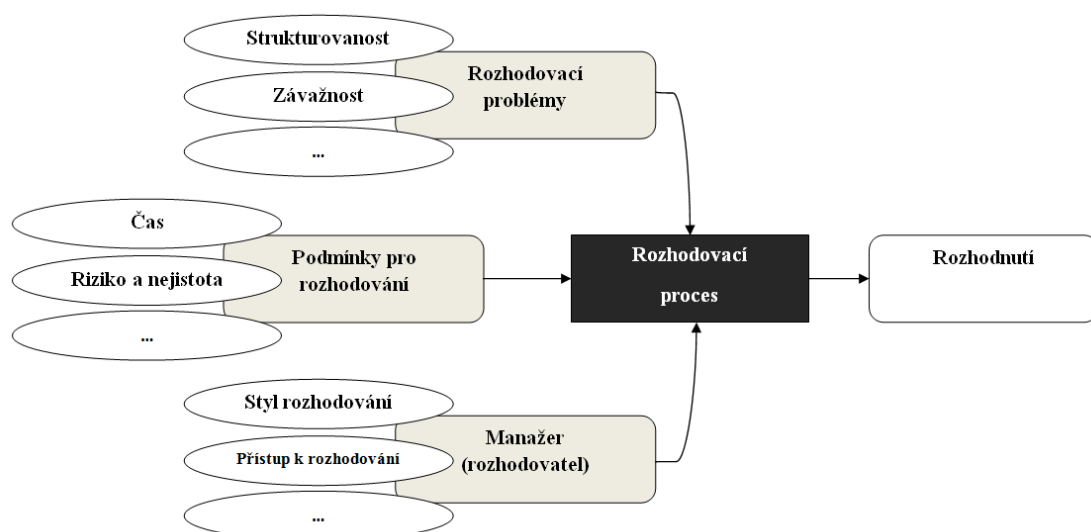 Strukturovanost
Závažnost
...
Rozhodovací
problémy
Čas
Riziko a nejistota
...
Podmínky pro
rozhodování
Rozhodovací
proces
Rozhodnutí
Styl rozhodování
Přístup k rozhodování
...
Manažer
(rozhodovatel)